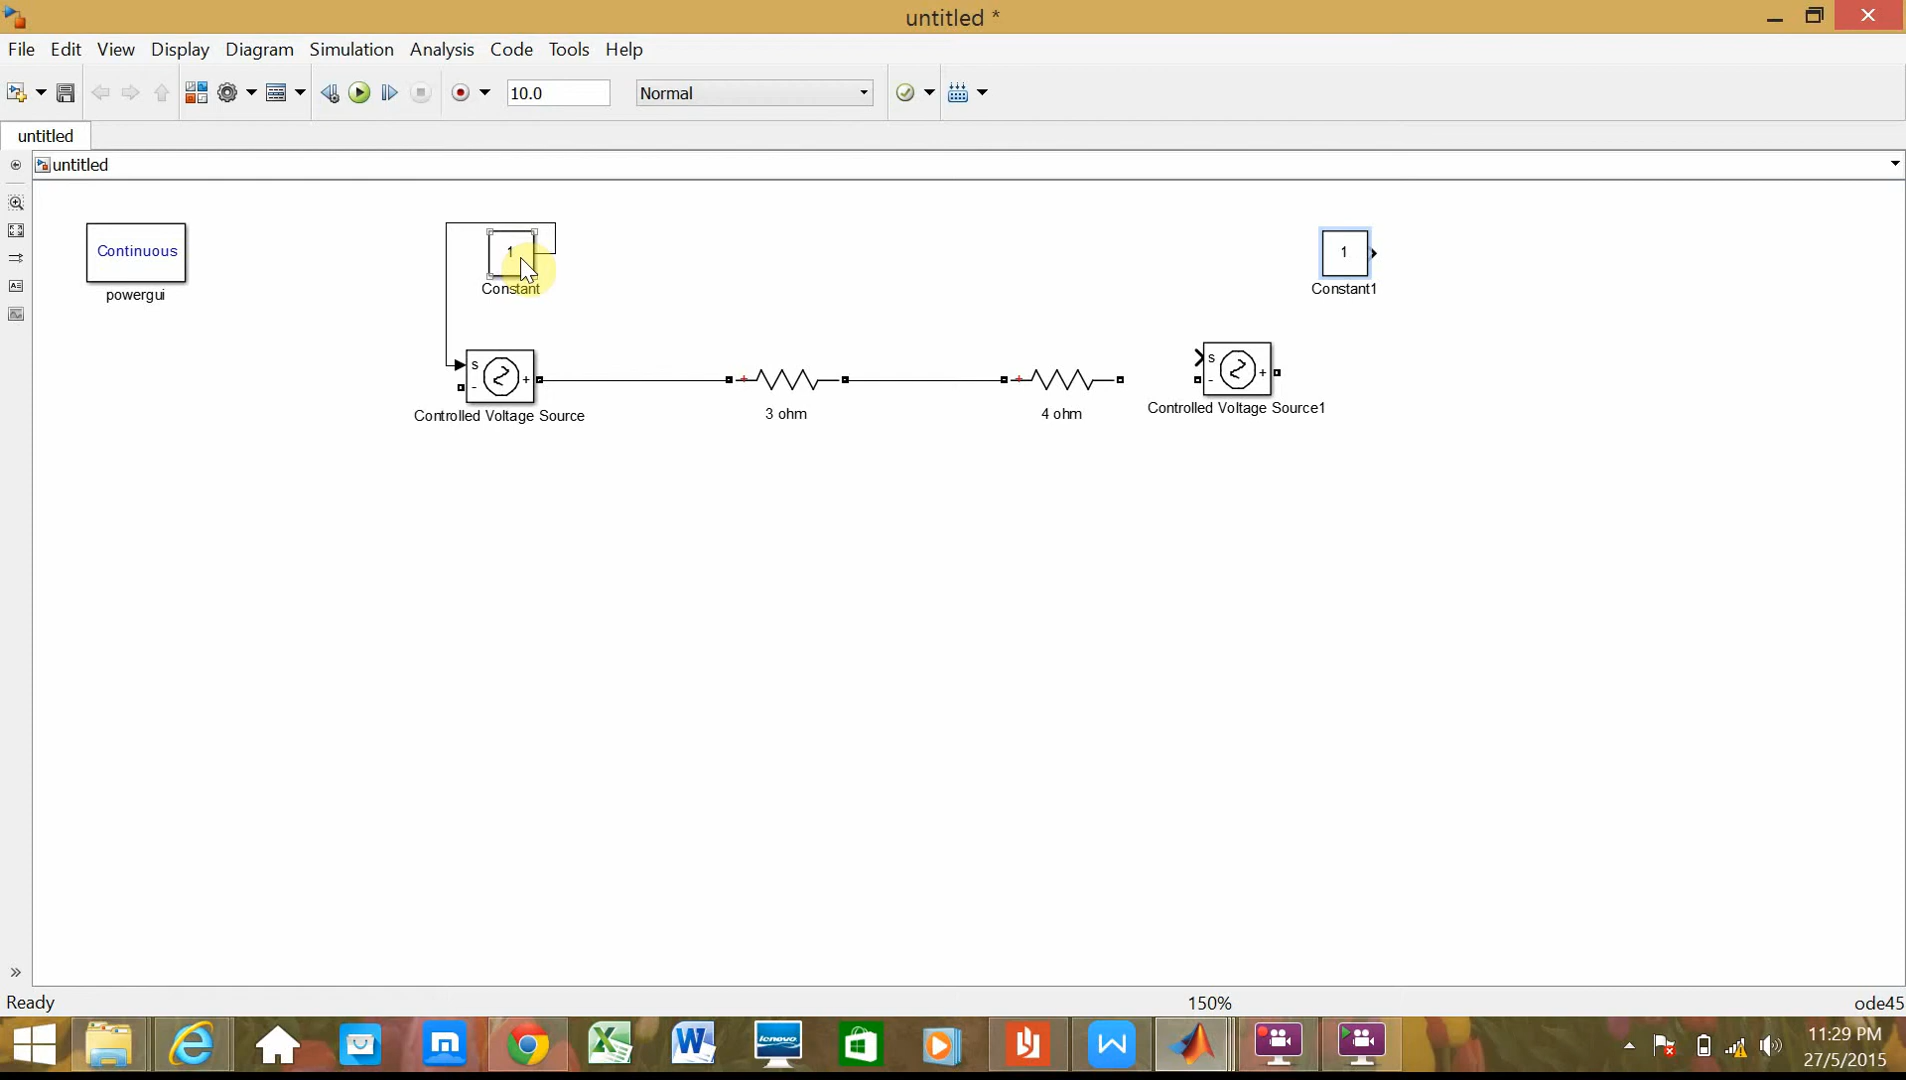 untitled *
File Edit View Display Diagram Simulation Analysis Code Tools Help
10.0 Normal
untitled
untitled
Continuous
powergui
1
Constant
1
Constant1
s
- +
Controlled Voltage Source
+
3 ohm
+
4 ohm
s
- +
Controlled Voltage Source1
Ready 150% ode45
lenovo
11:29 PM
27/5/2015